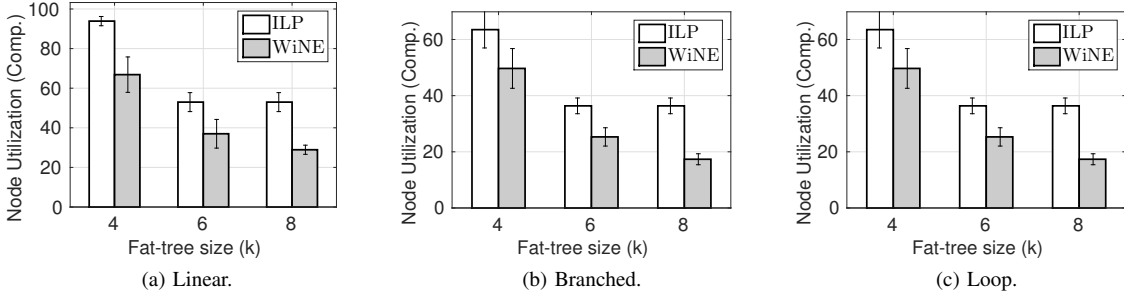 Node Utilization (Comp.)
100
80
60
40
20
0
ILP
WiNE
4
6
8
Fat-tree size (k)
(a) Linear.
Node Utilization (Comp.)
60
40
20
0
ILP
WiNE
4
6
8
Fat-tree size (k)
(b) Branched.
Node Utilization (Comp.)
60
40
20
0
ILP
WiNE
4
6
8
Fat-tree size (k)
(c) Loop.